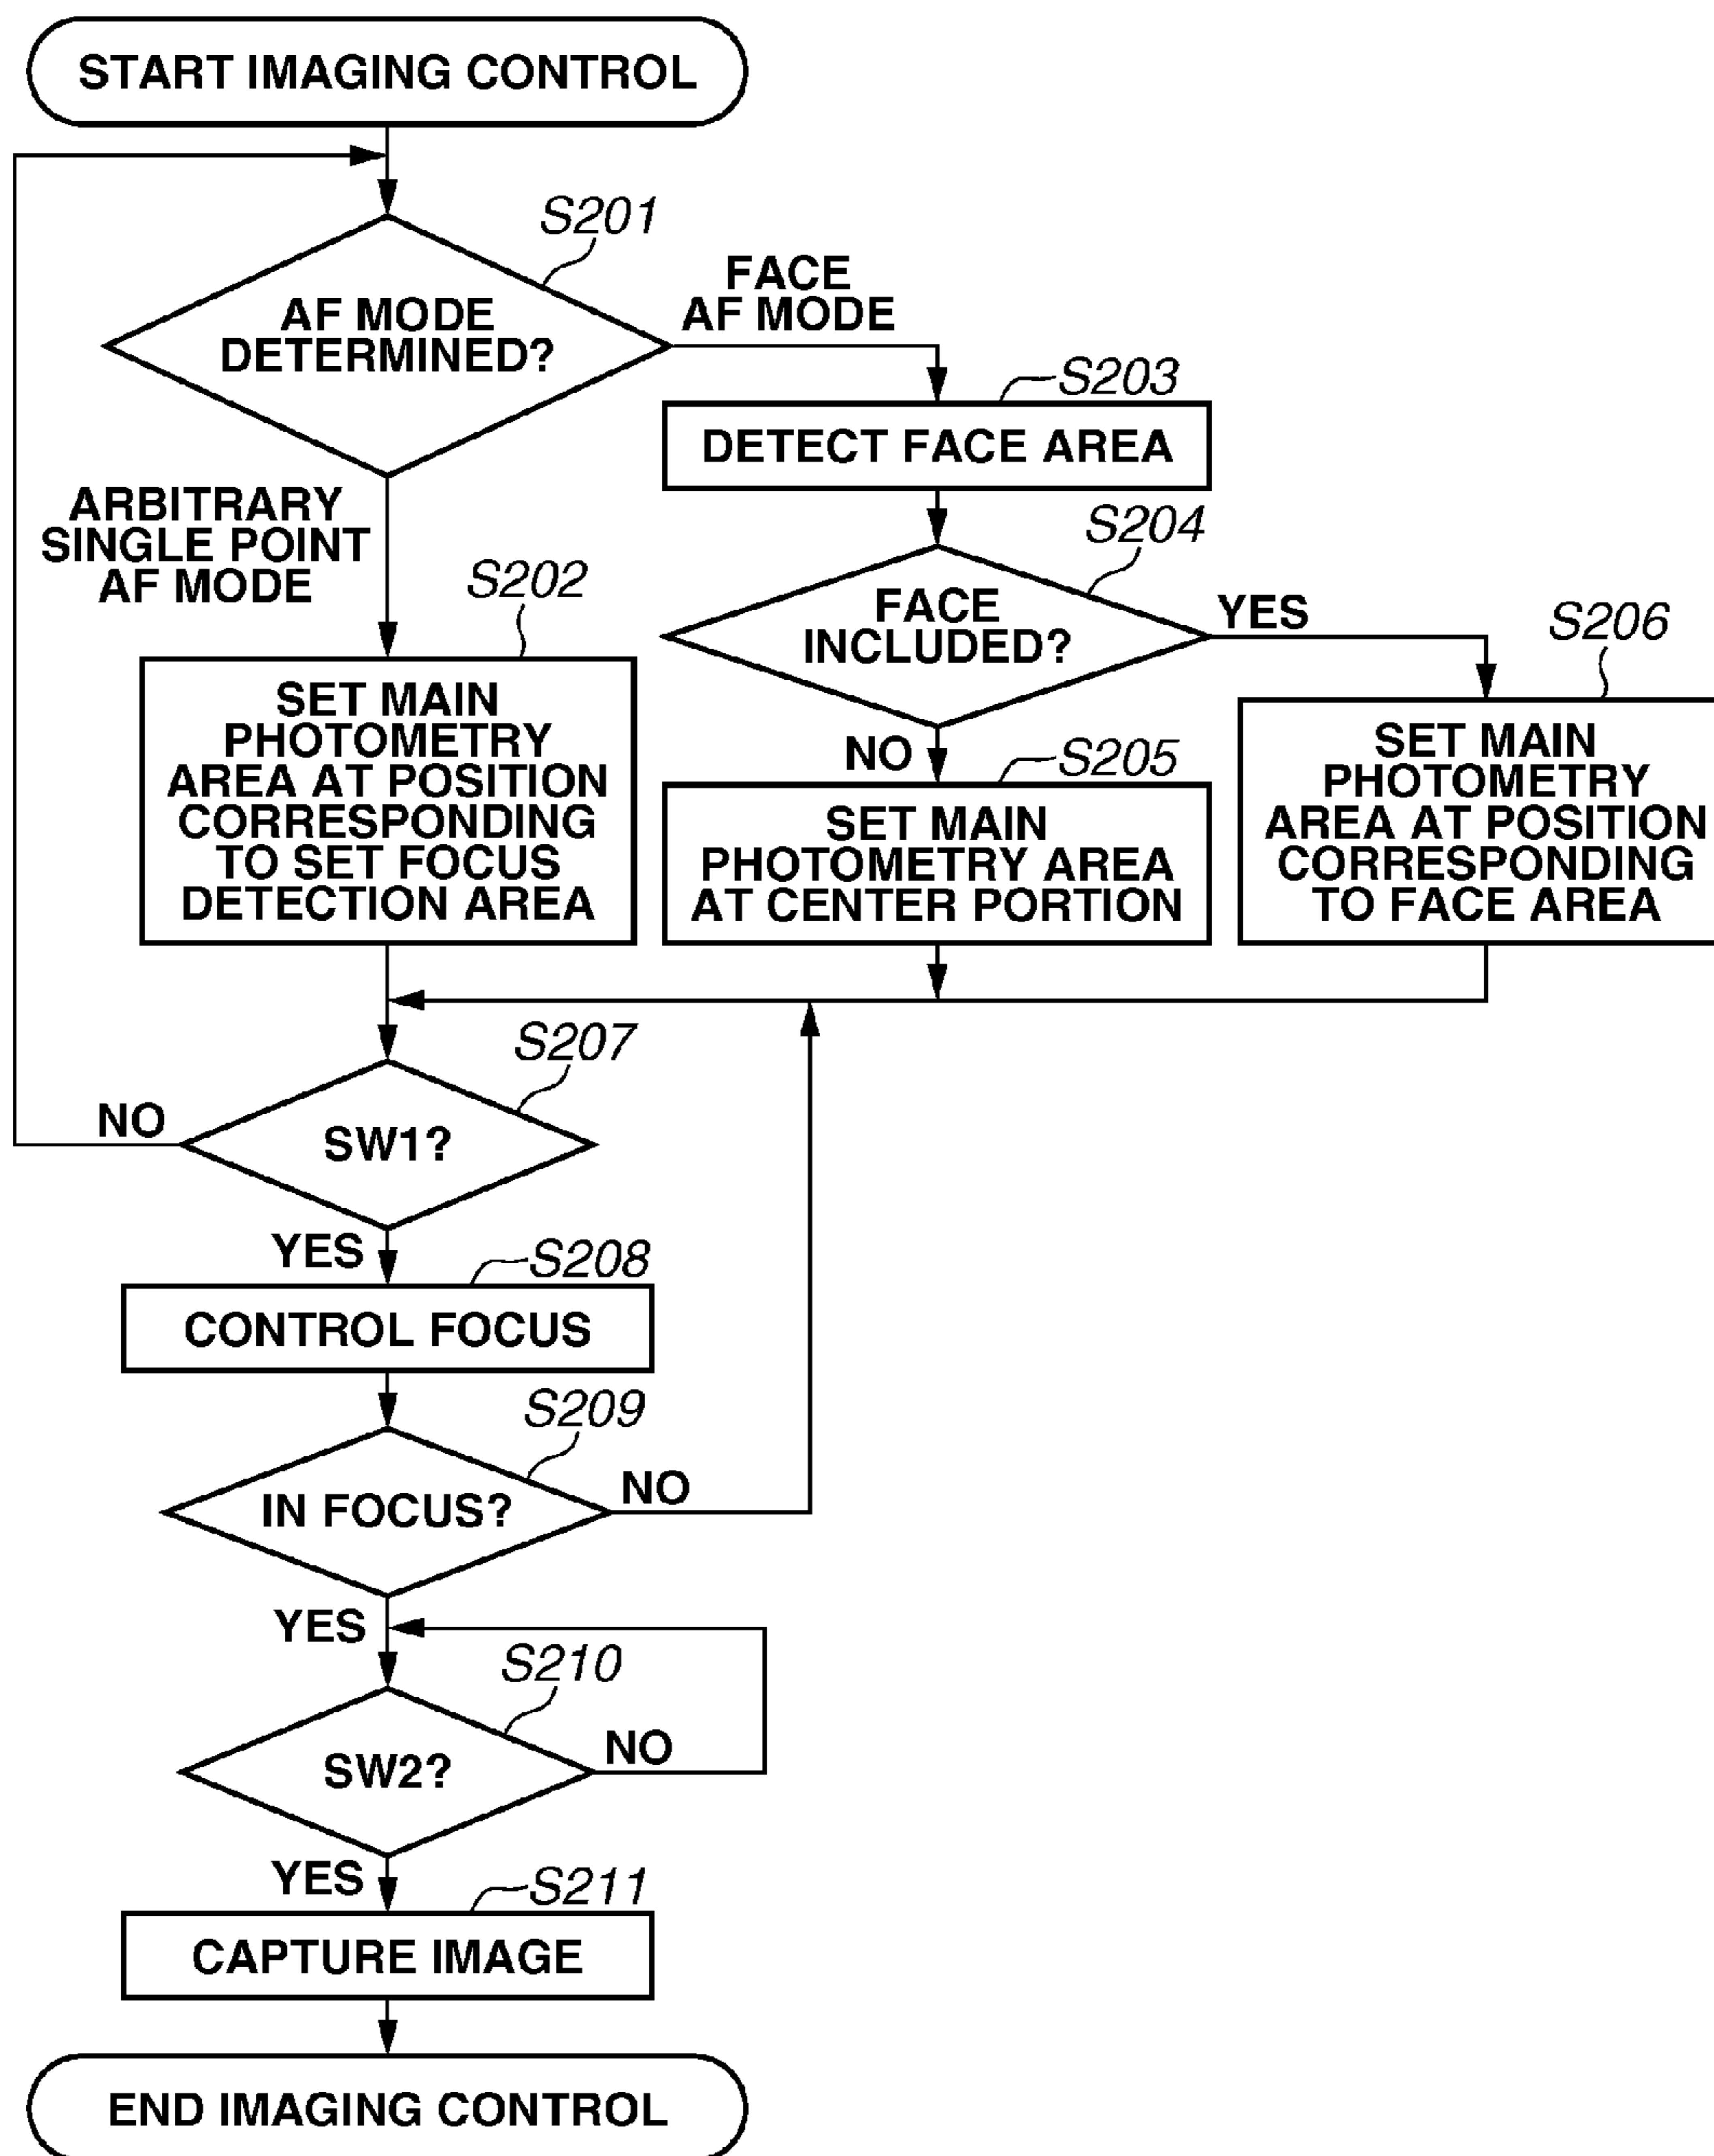 START IMAGING CONTROL
S201
AF MODE
DETERMINED?
FACE
AF MODE
S203
DETECT FACE AREA
ARBITRARY
SINGLE POINT
AF MODE
S202
SET MAIN
PHOTOMETRY
AREA AT POSITION
CORRESPONDING
TO SET FOCUS
DETECTION AREA
S204
FACE
INCLUDED?
YES
NO
S205
SET MAIN
PHOTOMETRY AREA
AT CENTER PORTION
S206
SET MAIN
PHOTOMETRY
AREA AT POSITION
CORRESPONDING
TO FACE AREA
S207
SW1?
NO
YES
S208
CONTROL FOCUS
S209
IN FOCUS?
NO
YES
S210
SW2?
NO
YES
S211
CAPTURE IMAGE
END IMAGING CONTROL